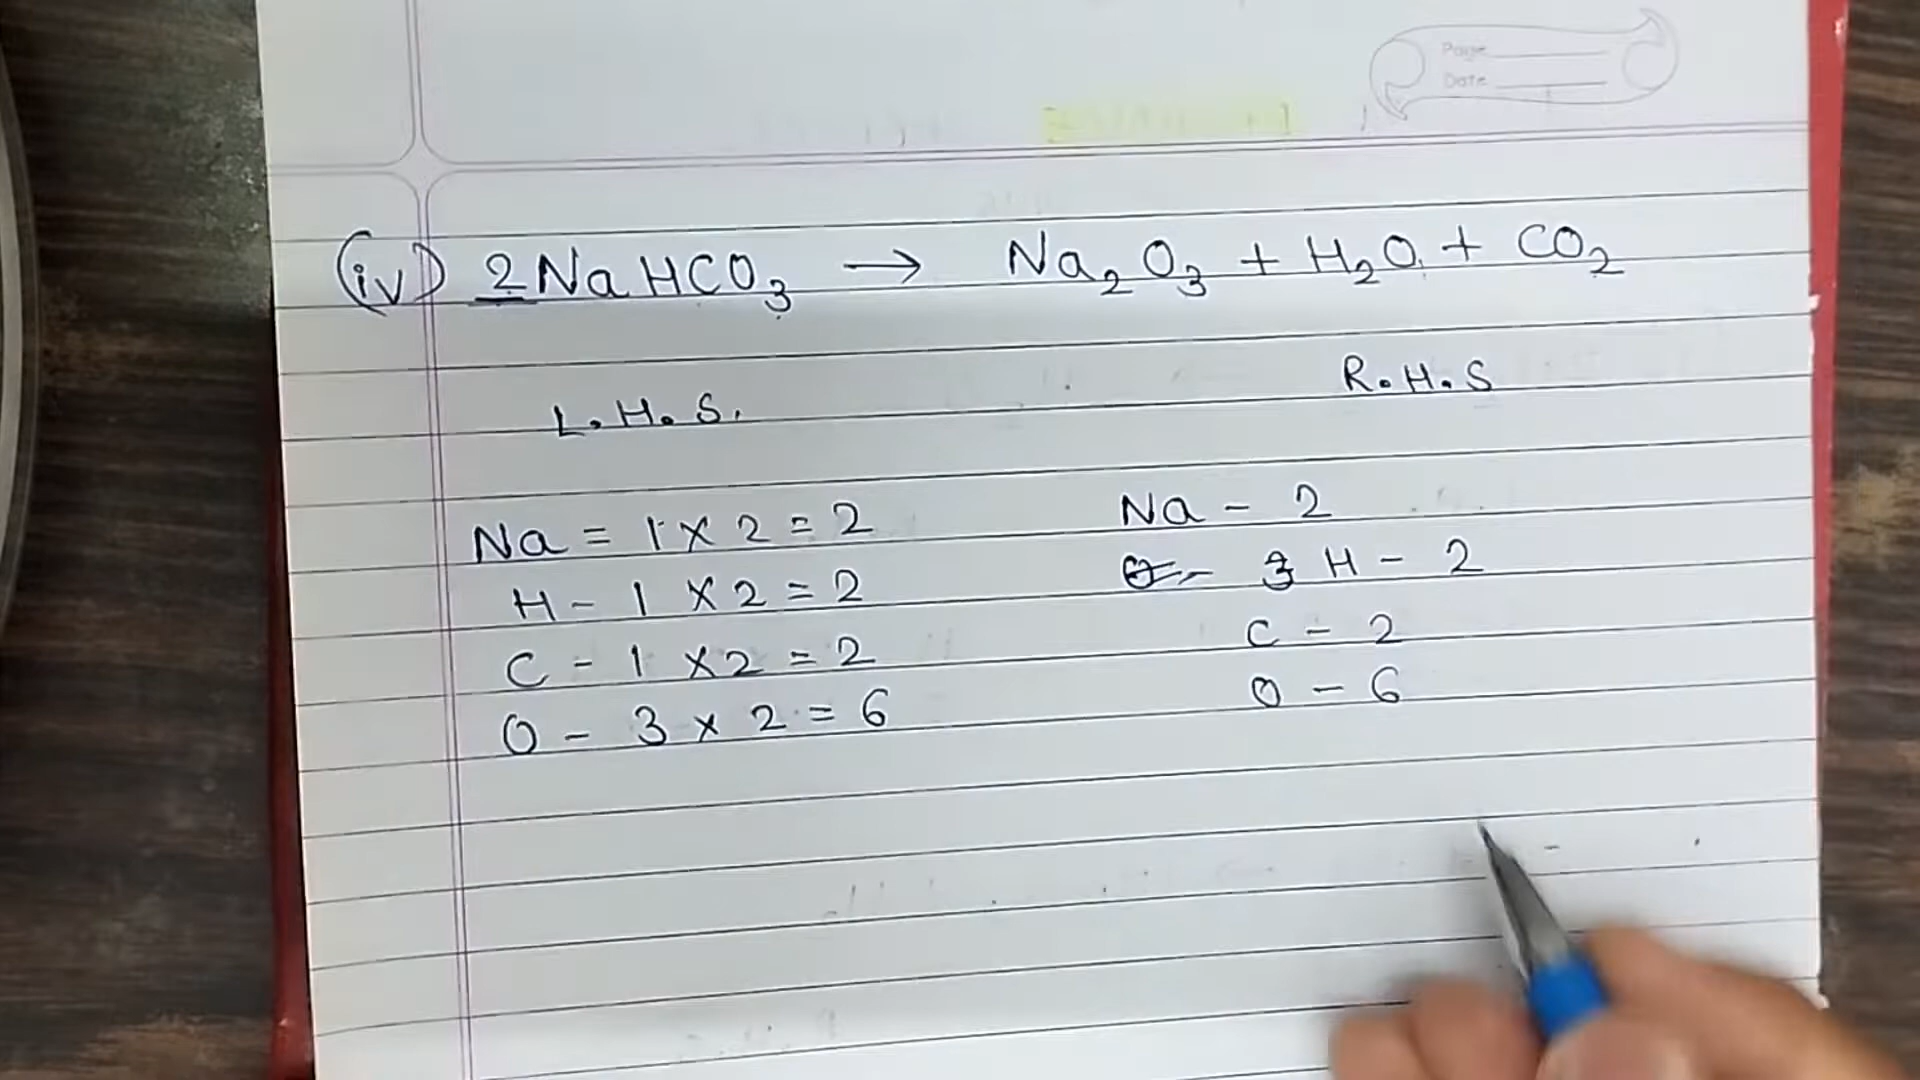 Page
Date
(iv) 2NaHCO₃ → Na₂O₃ + H₂O + CO₂
L.H.S. R.H.S
Na = 1 × 2 = 2 Na - 2
H - 1 × 2 = 2 3 H - 2
C - 1 × 2 = 2 C - 2
O - 3 × 2 = 6 O - 6